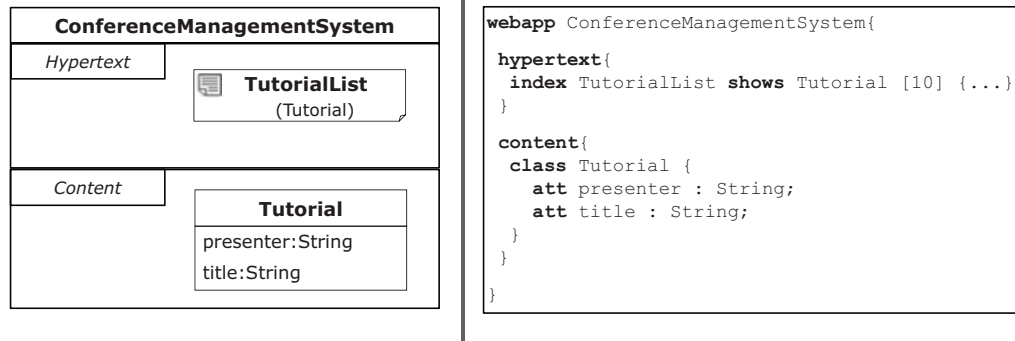 ConferenceManagementSystem
Hypertext
TutorialList
(Tutorial)
Content
Tutorial
presenter:String
title:String
webapp ConferenceManagementSystem{
hypertext{
index TutorialList shows Tutorial [10] {...}
}
content{
class Tutorial {
att presenter : String;
att title : String;
}
}
}